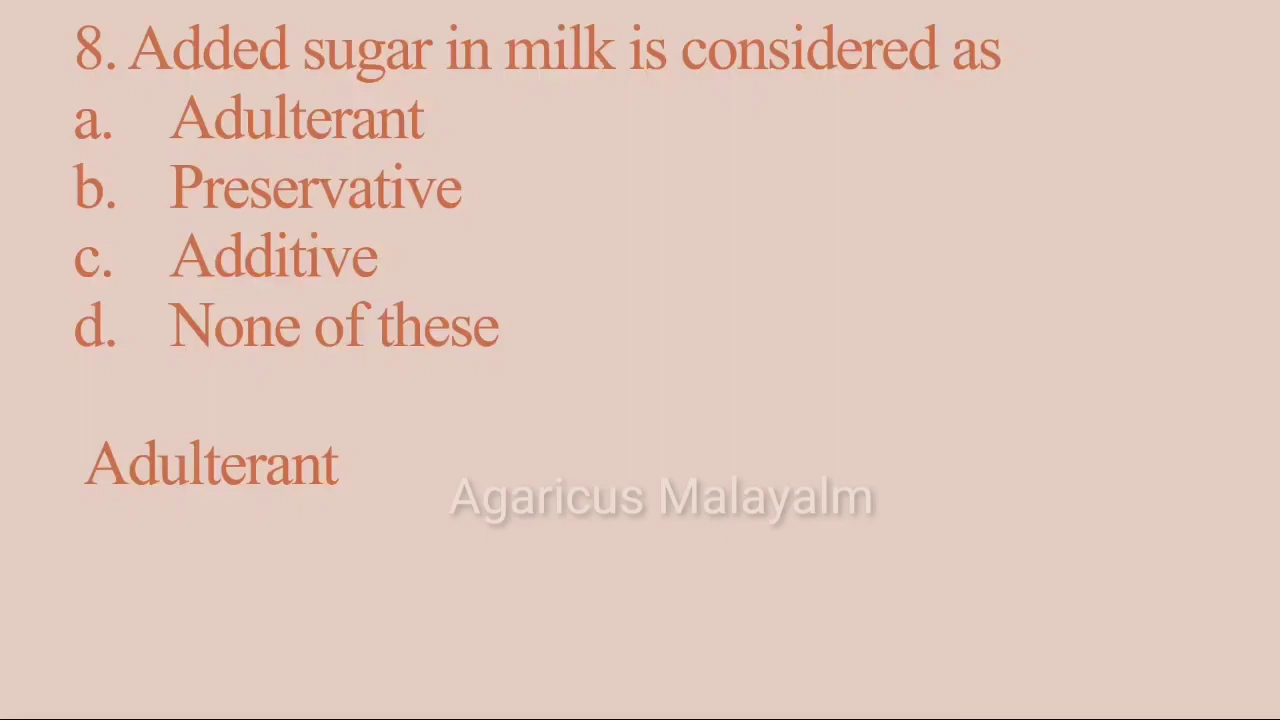 8. Added sugar in milk is considered as
a. Adulterant
b. Preservative
c. Additive
d. None of these
Adulterant
Agaricus Malayalm